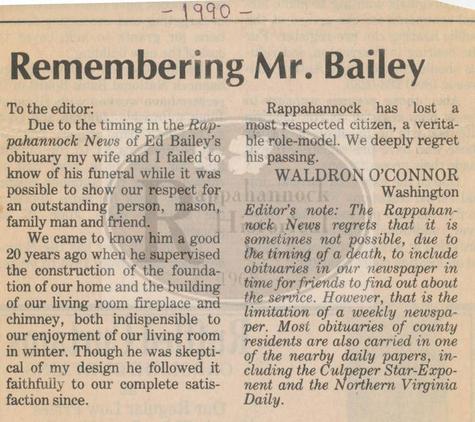 - 1990 -
Remembering Mr. Bailey
To the editor:
Due to the timing in the Rap-
pahannock News of Ed Bailey's
obituary my wife and I failed to
know of his funeral while it was
possible to show our respect for
an outstanding person, mason,
family man and friend.
We came to know him a good
20 years ago when he supervised
the construction of the founda-
tion of our home and the building
of our living room fireplace and
chimney, both indispensible to
our enjoyment of our living room
in winter. Though he was skepti-
cal of my design he followed it
faithfully to our complete satis-
faction since.
Rappahannock has lost a
most respected citizen, a verita-
ble role-model. We deeply regret
his passing.
WALDRON O'CONNOR
Washington
Editor's note: The Rappahan-
nock News regrets that it is
sometimes not possible, due to
the timing of a death, to include
obituaries in our newspaper in
time for friends to find out about
the service. However, that is the
limitation of a weekly newspa-
per. Most obituaries of county
residents are also carried in one
of the nearby daily papers, in-
cluding the Culpeper Star-Expo-
nent and the Northern Virginia
Daily.
Rappahannock